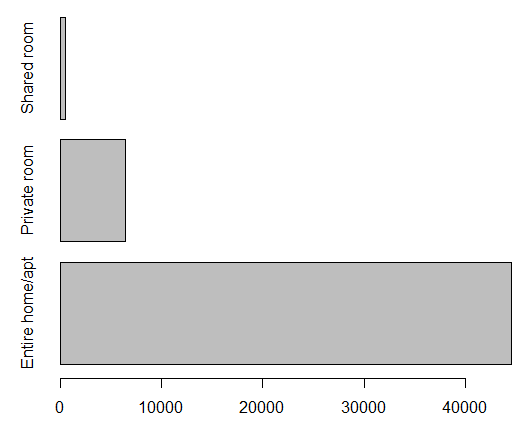 Shared room
Private room
Entire home/apt
0 10000 20000 30000 40000